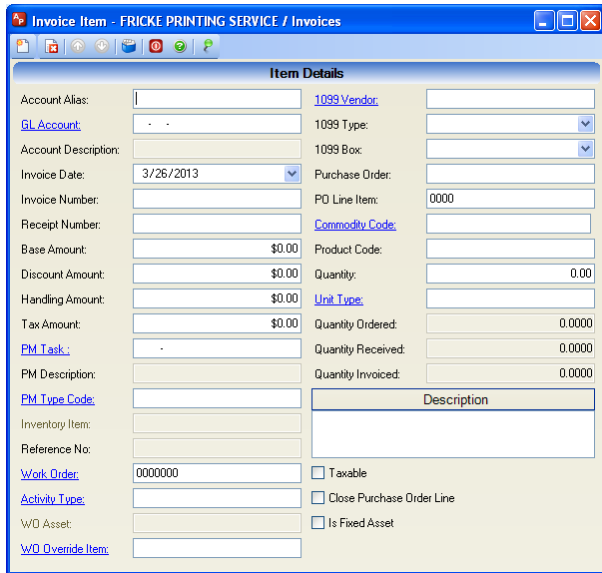 AP Invoice Item - FRICKE PRINTING SERVICE / Invoices
Item Details
Account Alias:
GL Account: - -
Account Description:
Invoice Date: 3/26/2013
Invoice Number:
Receipt Number:
Base Amount: $0.00
Discount Amount: $0.00
Handling Amount: $0.00
Tax Amount: $0.00
PM Task : -
PM Description:
PM Type Code:
Inventory Item:
Reference No:
Work Order: 0000000
Activity Type:
WO Asset:
WO Override Item:
1099 Vendor:
1099 Type:
1099 Box:
Purchase Order:
PO Line Item: 0000
Commodity Code:
Product Code:
Quantity: 0.00
Unit Type:
Quantity Ordered: 0.0000
Quantity Received: 0.0000
Quantity Invoiced: 0.0000
Description
Taxable
Close Purchase Order Line
Is Fixed Asset